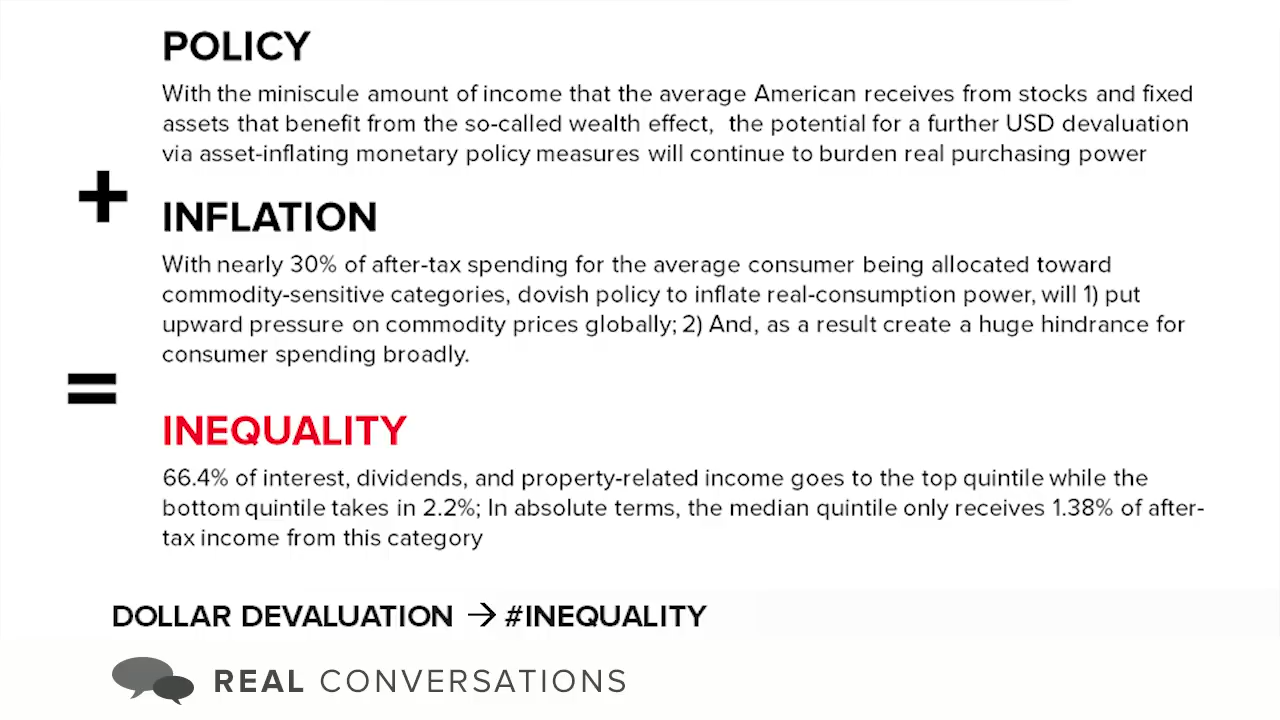 POLICY
With the miniscule amount of income that the average American receives from stocks and fixed
assets that benefit from the so-called wealth effect, the potential for a further USD devaluation
via asset-inflating monetary policy measures will continue to burden real purchasing power
+
INFLATION
With nearly 30% of after-tax spending for the average consumer being allocated toward
commodity-sensitive categories, dovish policy to inflate real-consumption power, will 1) put
upward pressure on commodity prices globally; 2) And, as a result create a huge hindrance for
consumer spending broadly.
=
INEQUALITY
66.4% of interest, dividends, and property-related income goes to the top quintile while the
bottom quintile takes in 2.2%; In absolute terms, the median quintile only receives 1.38% of after-
tax income from this category
DOLLAR DEVALUATION → #INEQUALITY
REAL CONVERSATIONS